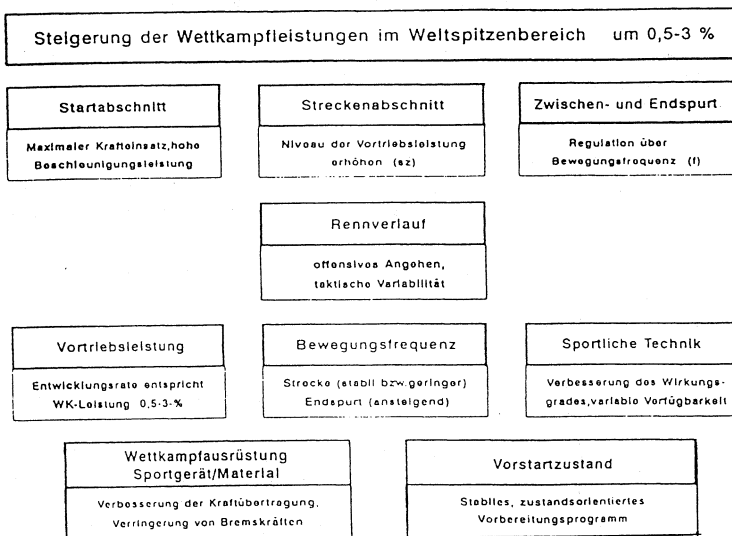 Steigerung der Wettkampfleistungen im Weltspitzenbereich um 0,5-3 %
Startabschnitt
Maximaler Krafteinsatz,hohe
Beschleunigungsleistung
Streckenabschnitt
Niveau der Vortriebsleistung
erhöhen (sz)
Zwischen- und Endspurt
Regulation über
Bewegungsfrequenz (f)
Rennverlauf
offensives Angehen,
taktische Variabilität
Vortriebsleistung
Entwicklungsrate entspricht
WK-Leistung 0,5-3-%
Bewegungsfrequenz
Strecke (stabil bzw.geringer)
Endspurt (ansteigend)
Sportliche Technik
Verbesserung des Wirkungs-
grades,variable Verfügbarkeit
Wettkampfausrüstung
Sportgerät/Material
Verbesserung der Kraftübertragung,
Verringerung von Bremskräften
Vorstartzustand
Stabiles, zustandsorientiertes
Vorbereitungsprogramm